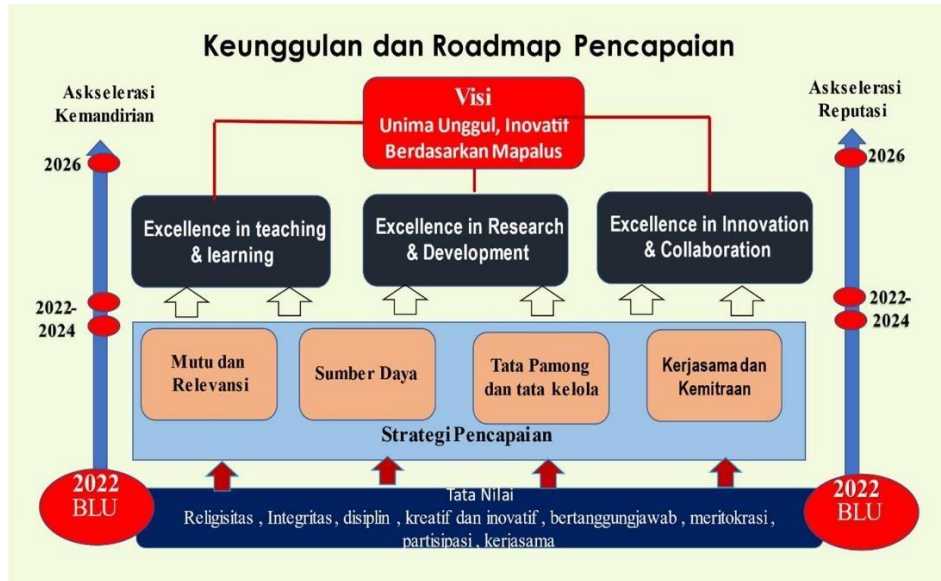 Keunggulan dan Roadmap Pencapaian
Askselerasi
Kemandirian
2026
2022-
2024
2022
BLU
Visi
Unima Unggul, Inovatif
Berdasarkan Mapalus
Excellence in teaching
& learning
Excellence in Research
& Development
Excellence in Innovation
& Collaboration
Mutu dan
Relevansi
Sumber Daya
Tata Pamong
dan tata kelola
Kerjasama dan
Kemitraan
Strategi Pencapaian
Tata Nilai
Religisitas , Integritas, disiplin , kreatif dan inovatif , bertanggungjawab , meritokrasi ,
partisipasi , kerjasama
Askselerasi
Reputasi
2026
2022-
2024
2022
BLU